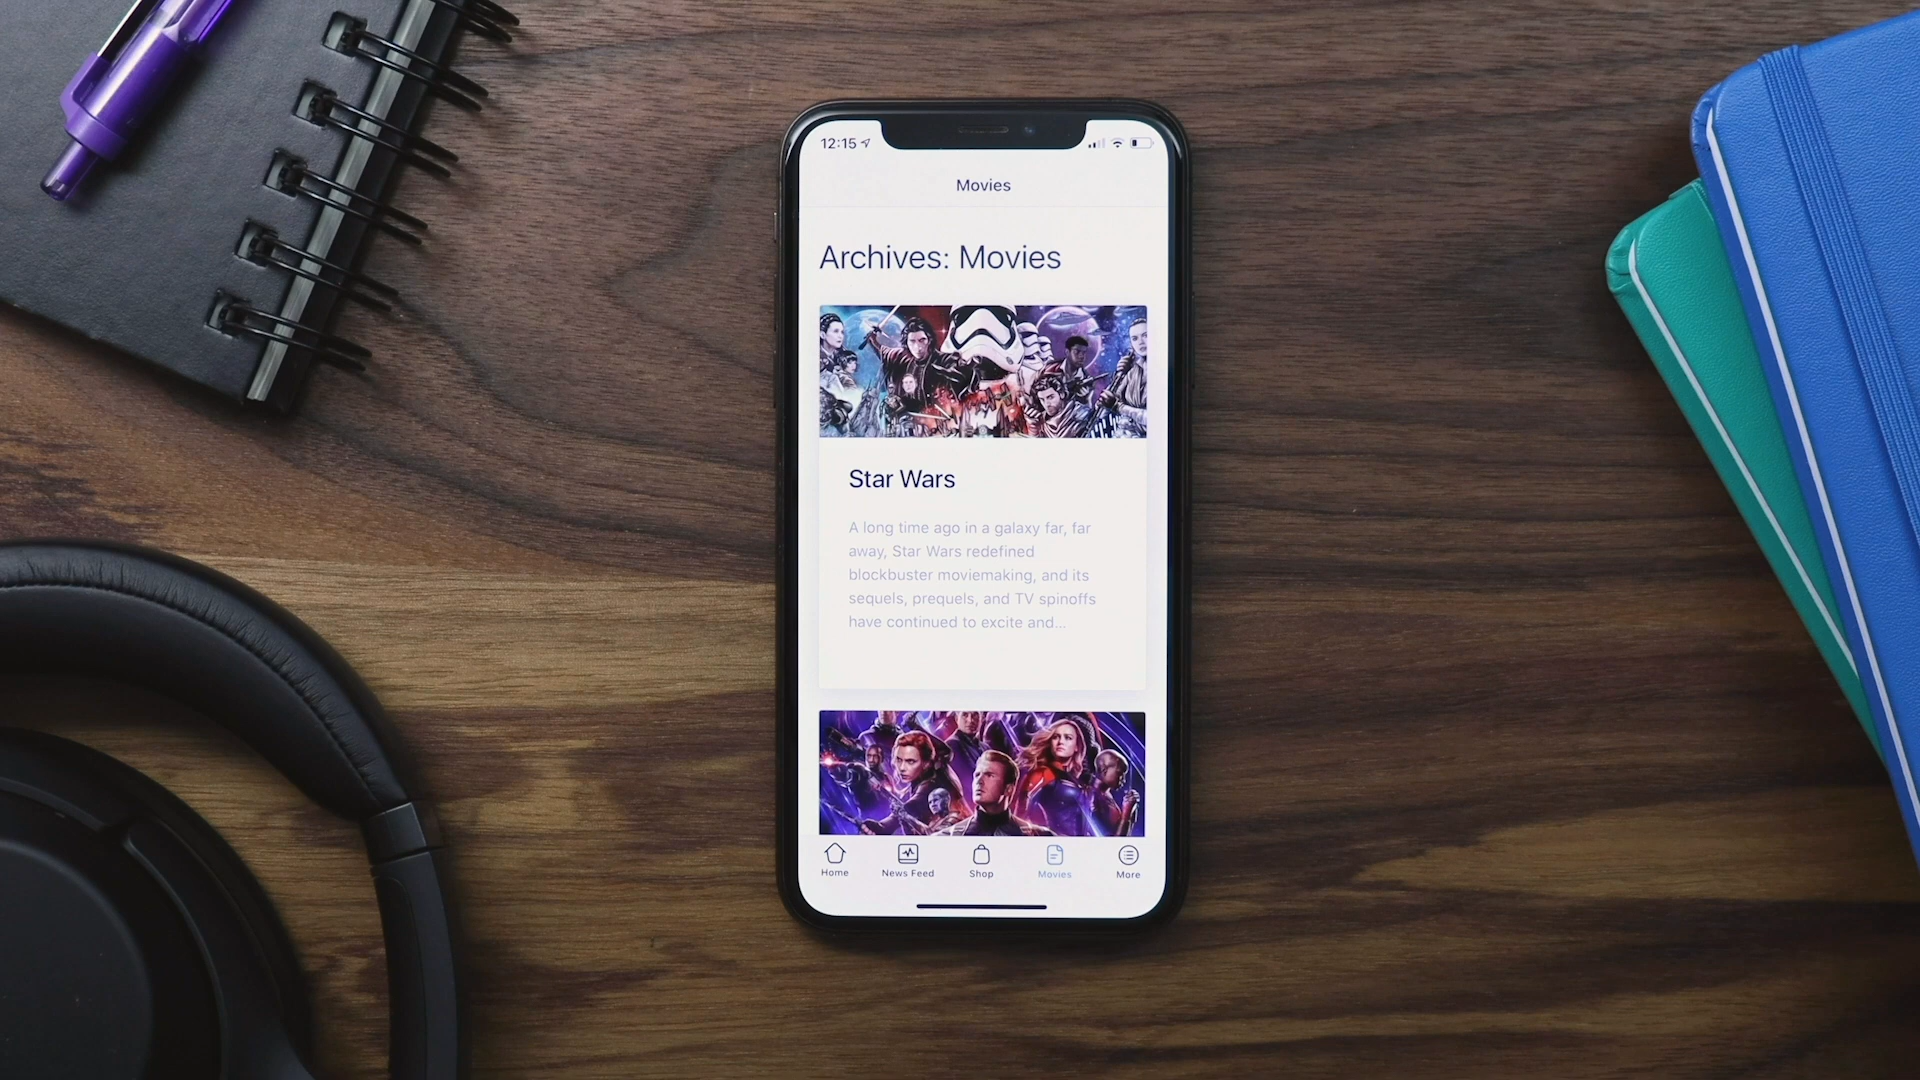 12:15
Movies
Archives: Movies
Star Wars
A long time ago in a galaxy far, far
away, Star Wars redefined
blockbuster moviemaking, and its
sequels, prequels, and TV spinoffs
have continued to excite and...
Home
News Feed
Shop
Movies
More